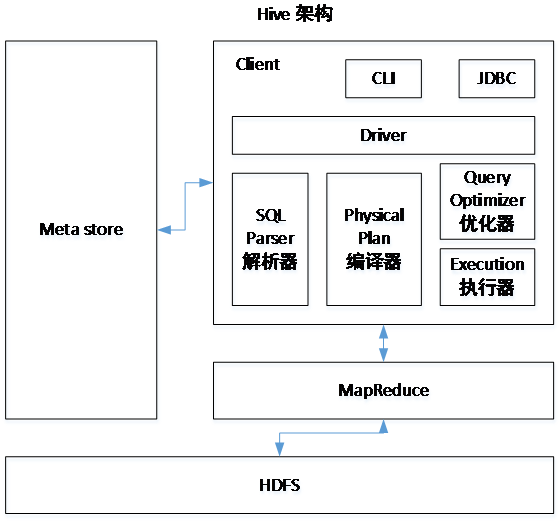 Hive 架构
Client
CLI
JDBC
Driver
Meta store
SQL
Parser
解析器
Physical
Plan
编译器
Query
Optimizer
优化器
Execution
执行器
MapReduce
HDFS